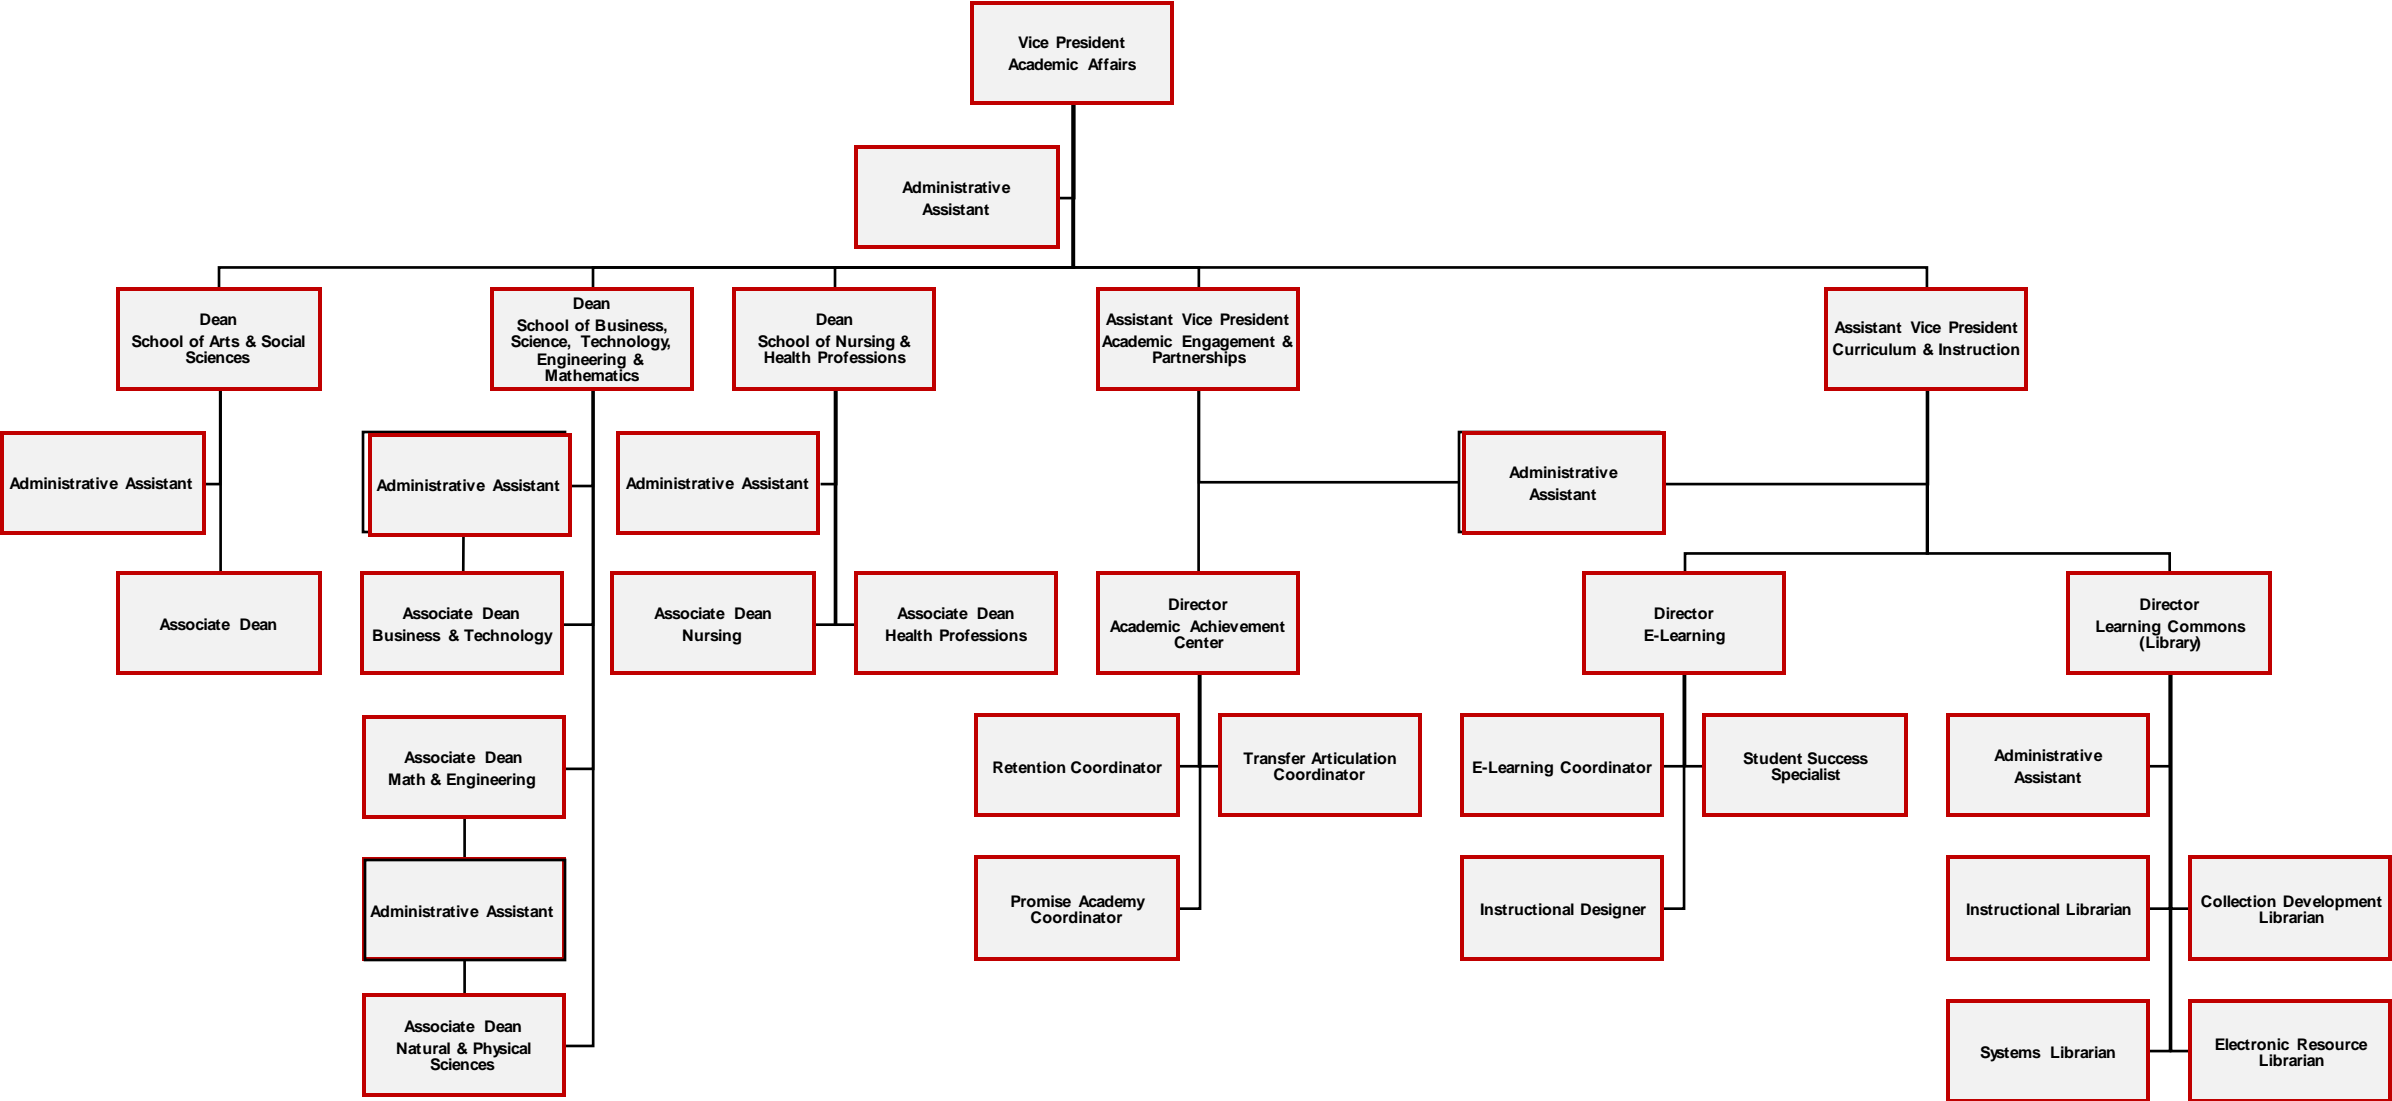 Vice President
Academic Affairs
Administrative
Assistant
Dean
School of Arts & Social
Sciences
Dean
School of Business,
Science, Technology,
Engineering &
Mathematics
Dean
School of Nursing &
Health Professions
Assistant Vice President
Academic Engagement &
Partnerships
Assistant Vice President
Curriculum & Instruction
Administrative Assistant
Administrative Assistant
Administrative Assistant
Administrative
Assistant
Associate Dean
Associate Dean
Business & Technology
Associate Dean
Nursing
Associate Dean
Health Professions
Director
Academic Achievement
Center
Director
E-Learning
Director
Learning Commons
(Library)
Associate Dean
Math & Engineering
Retention Coordinator
Transfer Articulation
Coordinator
E-Learning Coordinator
Student Success
Specialist
Administrative
Assistant
Administrative Assistant
Promise Academy
Coordinator
Instructional Designer
Instructional Librarian
Collection Development
Librarian
Associate Dean
Natural & Physical
Sciences
Systems Librarian
Electronic Resource
Librarian